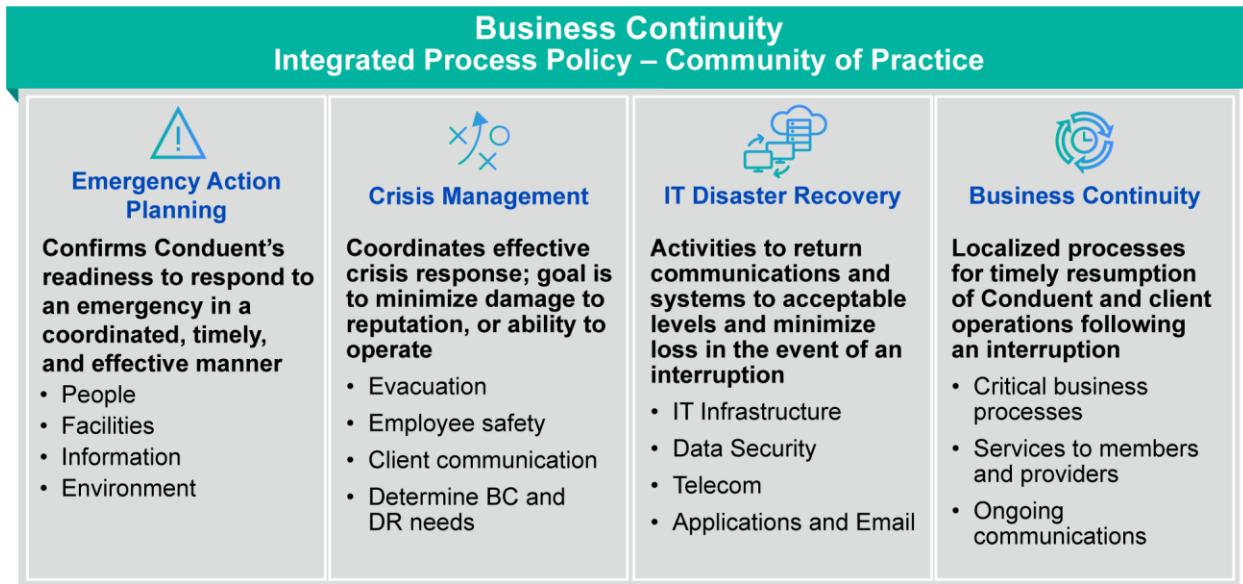 Business Continuity
Integrated Process Policy – Community of Practice
Emergency Action
Planning
Confirms Conduent’s
readiness to respond to
an emergency in a
coordinated, timely,
and effective manner
• People
• Facilities
• Information
• Environment
Crisis Management
Coordinates effective
crisis response; goal is
to minimize damage to
reputation, or ability to
operate
• Evacuation
• Employee safety
• Client communication
• Determine BC and
DR needs
IT Disaster Recovery
Activities to return
communications and
systems to acceptable
levels and minimize
loss in the event of an
interruption
• IT Infrastructure
• Data Security
• Telecom
• Applications and Email
Business Continuity
Localized processes
for timely resumption
of Conduent and client
operations following
an interruption
• Critical business
processes
• Services to members
and providers
• Ongoing
communications